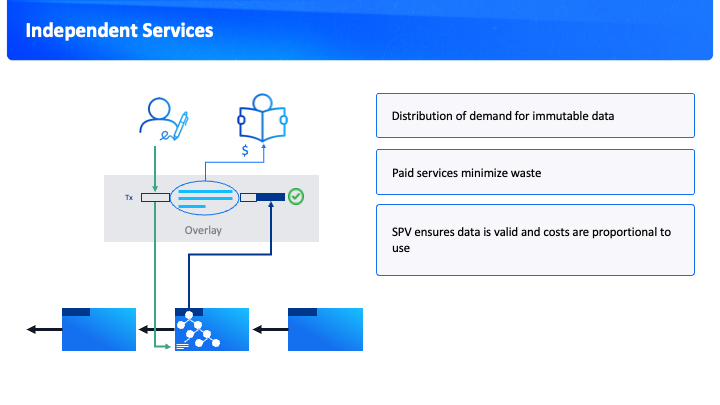 Independent Services
$
Tx
Overlay
Distribution of demand for immutable data
Paid services minimize waste
SPV ensures data is valid and costs are proportional to
use